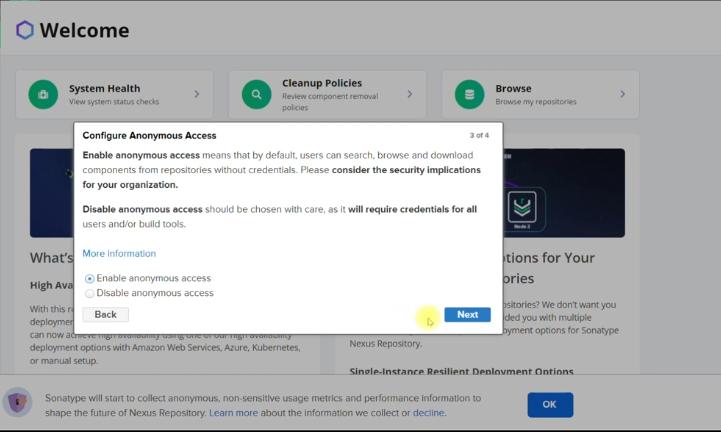 Welcome
System Health
View system status checks
Cleanup Policies
Review component removal
policies
Browse
Browse my repositories
Configure Anonymous Access
3 of 4
Enable anonymous access means that by default, users can search, browse and download
components from repositories without credentials. Please consider the security implications
for your organization.
Disable anonymous access should be chosen with care, as it will require credentials for all
users and/or build tools.
More information
Enable anonymous access
Disable anonymous access
Back
Next
Node 2
What's
High Ava
With this re
deploymen
can now achieve high availability using one of our high availability
deployment options with Amazon Web Services, Azure, Kubernetes,
or manual setup.
tions for Your
ories
ositories? We don't want you
ded you with multiple
oyment options for Sonatype
Nexus Repository.
Single-Instance Resilient Deployment Options
Sonatype will start to collect anonymous, non-sensitive usage metrics and performance information to
shape the future of Nexus Repository. Learn more about the information we collect or decline.
OK